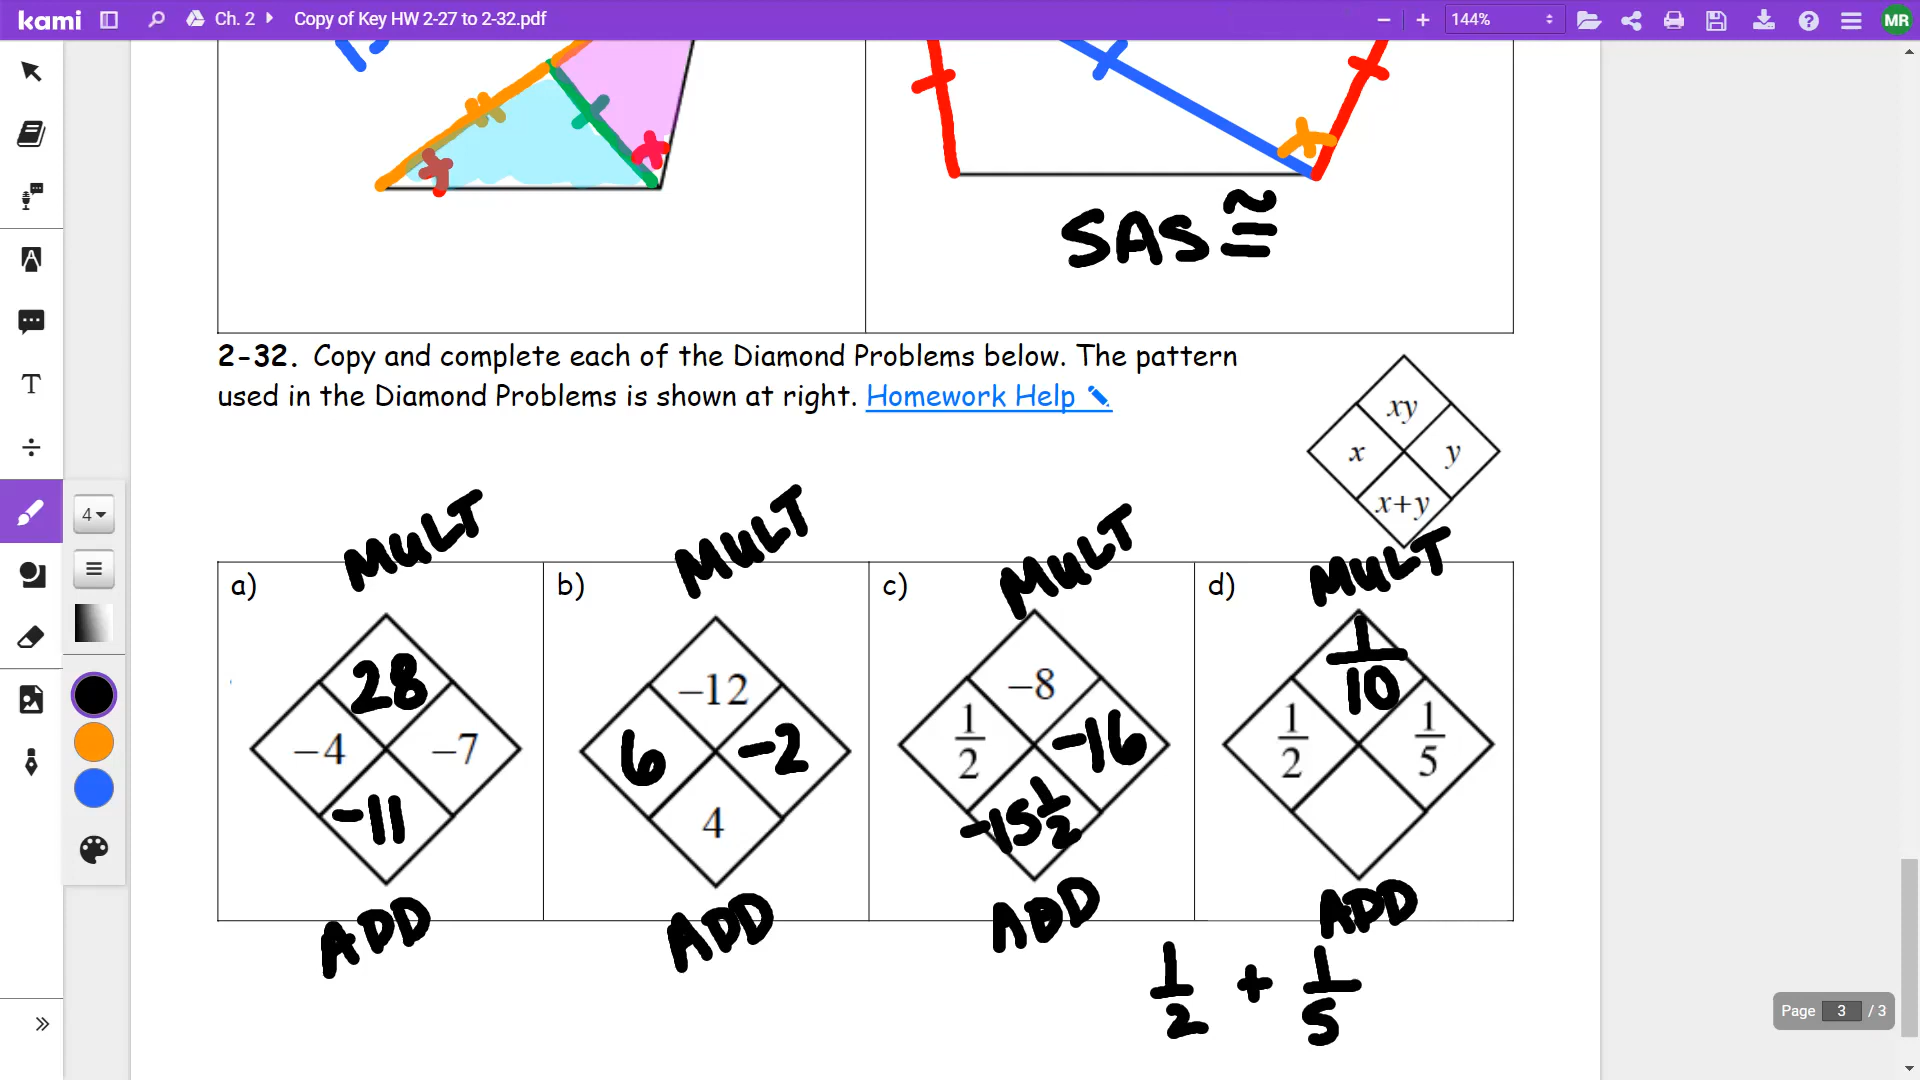 kami
Ch. 2
Copy of Key HW 2-27 to 2-32.pdf
144%
MR
SAS ≅
2-32. Copy and complete each of the Diamond Problems below. The pattern
used in the Diamond Problems is shown at right. Homework Help
xy
x y
x+y
MULT MULT MULT MULT
a) b) c) d)
28 -12 -8 1/10
-4 -7 6 -2 1/2 -16 1/2 1/5
-11 4 -15 1/2
ADD ADD ADD ADD
1/2 + 1/5
4
T
Page 3 / 3